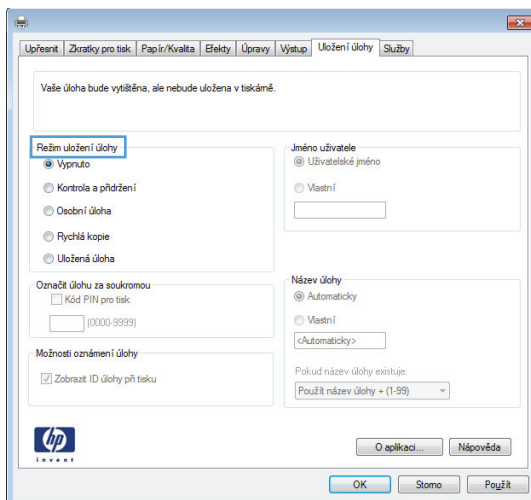 Upřesnit Zkratky pro tisk Papír/Kvalita Efekty Úpravy Výstup Uložení úlohy Služby
Vaše úloha bude vytištěna, ale nebude uložena v tiskárně.
Režim uložení úlohy
Vypnuto
Kontrola a přidržení
Osobní úloha
Rychlá kopie
Uložená úloha
Označit úlohu za soukromou
Kód PIN pro tisk
(0000-9999)
Možnosti oznámení úlohy
Zobrazit ID úlohy při tisku
Jméno uživatele
Uživatelské jméno
Vlastní
Název úlohy
Automaticky
Vlastní
<Automaticky>
Pokud název úlohy existuje:
Použít název úlohy + (1-99)
hp
invent
O aplikaci... Nápověda
OK Storno Použít